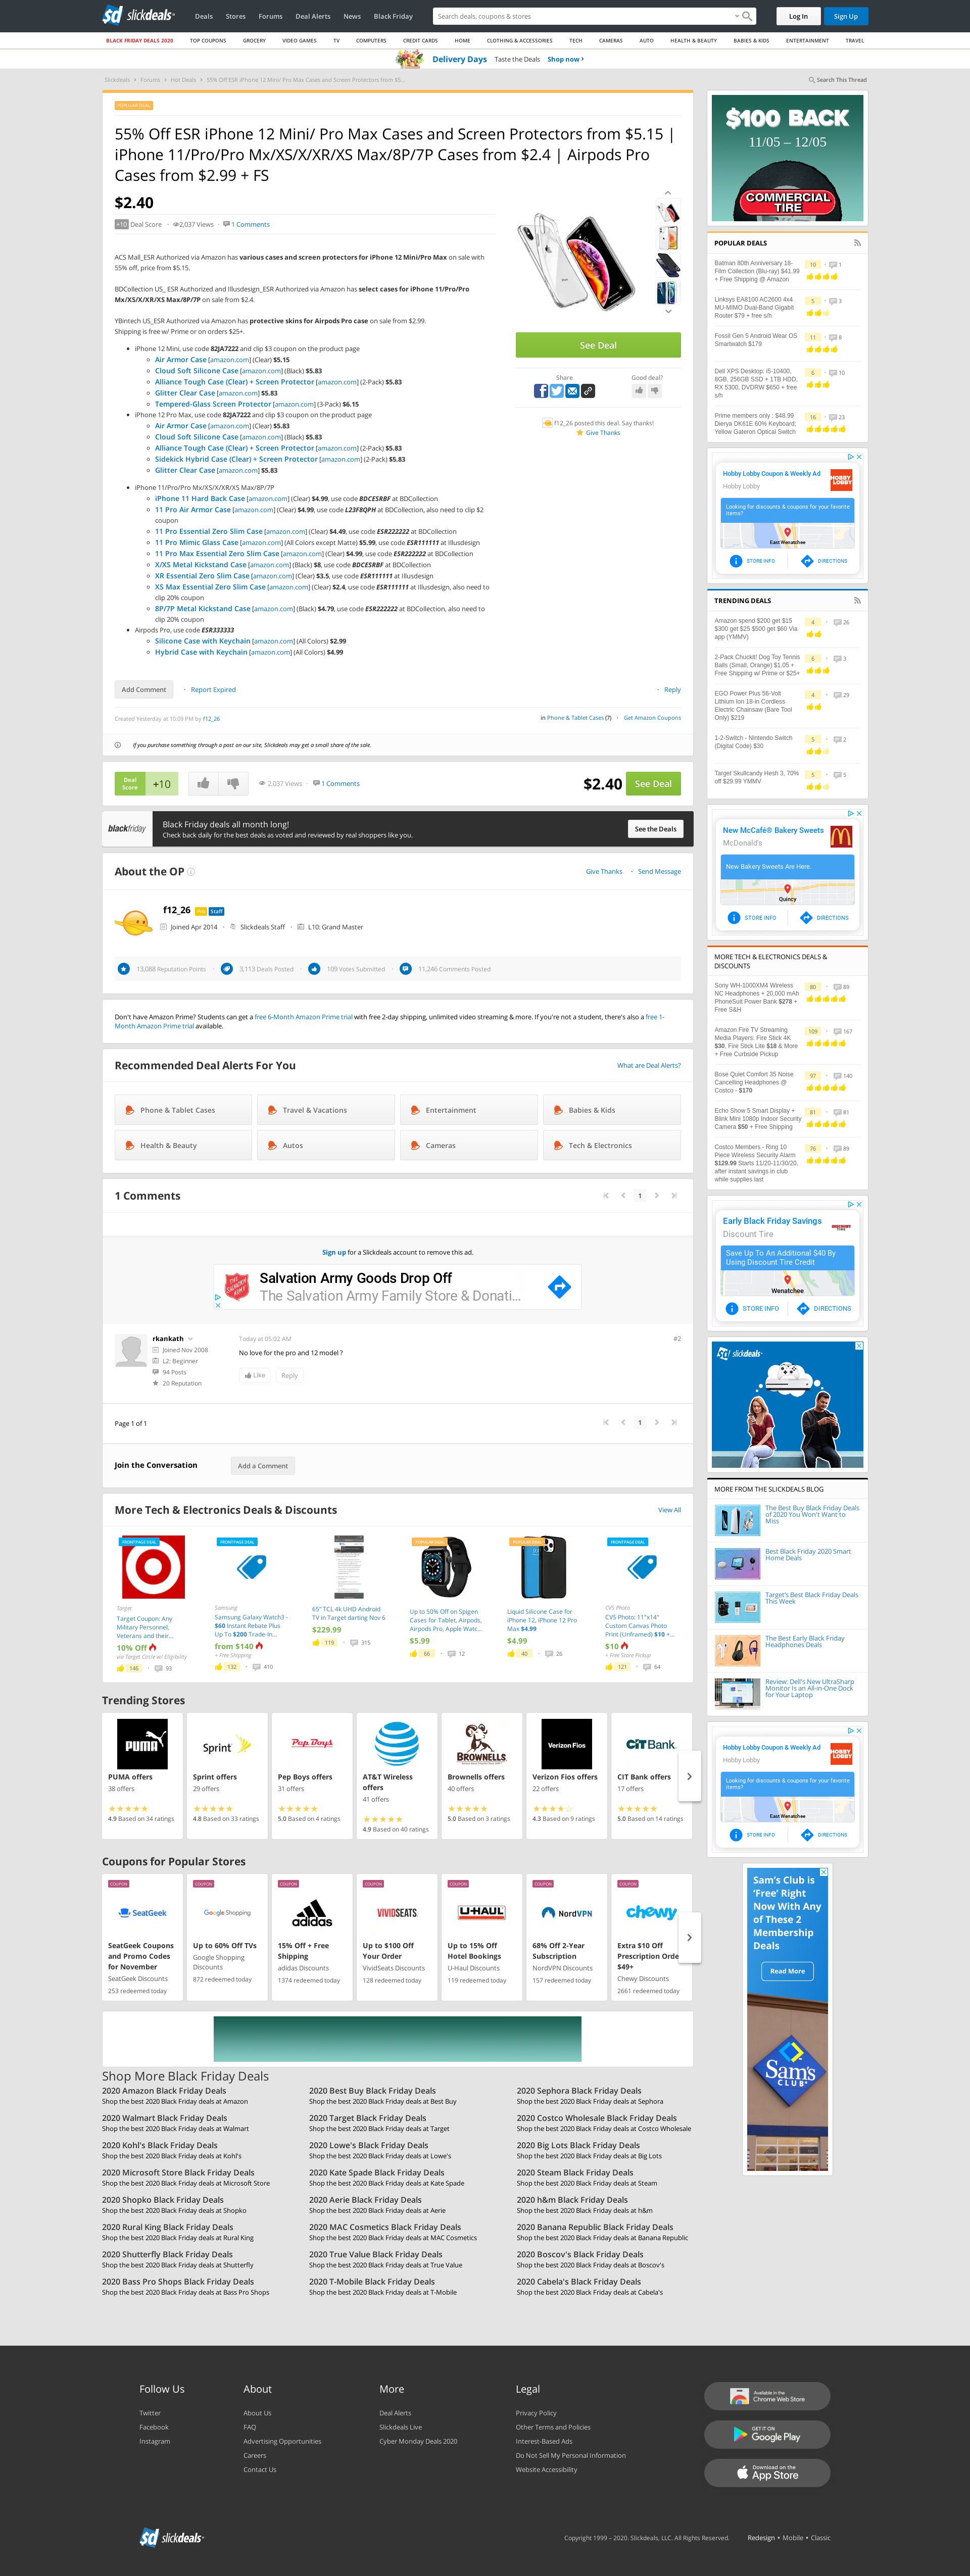 slickdeals
Deals
Stores
Forums
Deal Alerts
News
Black Friday
Search deals, coupons & stores
Log In
Sign Up
BLACK FRIDAY DEALS 2020
TOP COUPONS
GROCERY
VIDEO GAMES
TV
COMPUTERS
CREDIT CARDS
HOME
CLOTHING & ACCESSORIES
TECH
CAMERAS
AUTO
HEALTH & BEAUTY
BABIES & KIDS
ENTERTAINMENT
TRAVEL
Delivery Days Taste the Deals Shop now
Slickdeals
Forums
Hot Deals
55% Off ESR iPhone 12 Mini/ Pro Max Cases and Screen Protectors from $5...
Search This Thread
POPULAR DEAL
55% Off ESR iPhone 12 Mini/ Pro Max Cases and Screen Protectors from $5.15 |
iPhone 11/Pro/Pro Mx/XS/X/XR/XS Max/8P/7P Cases from $2.4 | Airpods Pro
Cases from $2.99 + FS
$2.40
+10 Deal Score
2,037 Views
1 Comments
ACS Mall_ESR Authorized via Amazon has various cases and screen protectors for iPhone 12 Mini/Pro Max on sale with
55% off, price from $5.15.
BDCollection US_ ESR Authorized and Illusdesign_ESR Authorized via Amazon has select cases for iPhone 11/Pro/Pro
Mx/XS/X/XR/XS Max/8P/7P on sale from $2.4.
YBintech US_ESR Authorized via Amazon has protective skins for Airpods Pro case on sale from $2.99.
Shipping is free w/ Prime or on orders $25+.
iPhone 12 Mini, use code 82JA7222 and clip $3 coupon on the product page
Air Armor Case [amazon.com] (Clear) $5.15
Cloud Soft Silicone Case [amazon.com] (Black) $5.83
Alliance Tough Case (Clear) + Screen Protector [amazon.com] (2-Pack) $5.83
Glitter Clear Case [amazon.com] $5.83
Tempered-Glass Screen Protector [amazon.com] (3-Pack) $6.15
iPhone 12 Pro Max, use code 82JA7222 and clip $3 coupon on the product page
Air Armor Case [amazon.com] (Clear) $5.83
Cloud Soft Silicone Case [amazon.com] (Black) $5.83
Alliance Tough Case (Clear) + Screen Protector [amazon.com] (2-Pack) $5.83
Sidekick Hybrid Case (Clear) + Screen Protector [amazon.com] (2-Pack) $5.83
Glitter Clear Case [amazon.com] $5.83
iPhone 11/Pro/Pro Mx/XS/X/XR/XS Max/8P/7P
iPhone 11 Hard Back Case [amazon.com] (Clear) $4.99, use code BDCESRBF at BDCollection
11 Pro Air Armor Case [amazon.com] (Clear) $4.99, use code L23F8QPH at BDCollection, also need to clip $2
coupon
11 Pro Essential Zero Slim Case [amazon.com] (Clear) $4.49, use code ESR222222 at BDCollection
11 Pro Mimic Glass Case [amazon.com] (All Colors except Matte) $5.99, use code ESR111111 at Illusdesign
11 Pro Max Essential Zero Slim Case [amazon.com] (Clear) $4.99, use code ESR222222 at BDCollection
X/XS Metal Kickstand Case [amazon.com] (Black) $8, use code BDCESRBF at BDCollection
XR Essential Zero Slim Case [amazon.com] (Clear) $3.5, use code ESR111111 at Illusdesign
XS Max Essential Zero Slim Case [amazon.com] (Clear) $2.4, use code ESR111111 at Illusdesign, also need to
clip 20% coupon
8P/7P Metal Kickstand Case [amazon.com] (Black) $4.79, use code ESR222222 at BDCollection, also need to
clip 20% coupon
Airpods Pro, use code ESR333333
Silicone Case with Keychain [amazon.com] (All Colors) $2.99
Hybrid Case with Keychain [amazon.com] (All Colors) $4.99
See Deal
Share
Good deal?
f12_26 posted this deal. Say thanks!
Give Thanks
Add Comment
Report Expired
Reply
Created Yesterday at 10:09 PM by f12_26
in Phone & Tablet Cases (7)
Get Amazon Coupons
If you purchase something through a post on our site, Slickdeals may get a small share of the sale.
Deal
Score
+10
2,037 Views
1 Comments
$2.40
See Deal
blackfriday
Black Friday deals all month long!
Check back daily for the best deals as voted and reviewed by real shoppers like you.
See the Deals
About the OP
Give Thanks
Send Message
f12_26 Pro Staff
Joined Apr 2014
Slickdeals Staff
L10: Grand Master
13,088 Reputation Points
3,113 Deals Posted
109 Votes Submitted
11,246 Comments Posted
Don't have Amazon Prime? Students can get a free 6-Month Amazon Prime trial with free 2-day shipping, unlimited video streaming & more. If you're not a student, there's also a free 1-
Month Amazon Prime trial available.
Recommended Deal Alerts For You
What are Deal Alerts?
Phone & Tablet Cases
Travel & Vacations
Entertainment
Babies & Kids
Health & Beauty
Autos
Cameras
Tech & Electronics
1 Comments
1
Sign up for a Slickdeals account to remove this ad.
Salvation Army Goods Drop Off
The Salvation Army Family Store & Donati...
rkankath
Joined Nov 2008
L2: Beginner
94 Posts
20 Reputation
Today at 05:02 AM
#2
No love for the pro and 12 model ?
Like
Reply
Page 1 of 1
1
Join the Conversation
Add a Comment
More Tech & Electronics Deals & Discounts
View All
FRONTPAGE DEAL
Target
Target Coupon: Any
Military Personnel,
Veterans and their...
10% Off
via Target Circle w/ Eligibility
146
93
FRONTPAGE DEAL
Samsung
Samsung Galaxy Watch3 -
$60 Instant Rebate Plus
Up To $200 Trade-In...
from $140
+ Free Shipping
132
410
65" TCL 4k UHD Android
TV in Target darting Nov 6
$229.99
119
315
POPULAR DEAL
Up to 50% Off on Spigen
Cases for Tablet, Airpods,
Airpods Pro, Apple Watc...
$5.99
66
12
POPULAR DEAL
Liquid Silicone Case for
iPhone 12, iPhone 12 Pro
Max $4.99
$4.99
40
26
FRONTPAGE DEAL
CVS Photo
CVS Photo: 11"x14"
Custom Canvas Photo
Print (Unframed) $10 +...
$10
+ Free Store Pickup
121
64
Trending Stores
PUMA
PUMA offers
38 offers
4.9 Based on 34 ratings
Sprint
Sprint offers
29 offers
4.8 Based on 33 ratings
Pep Boys
Pep Boys offers
31 offers
5.0 Based on 4 ratings
AT&T Wireless
offers
41 offers
4.9 Based on 40 ratings
BROWNELLS
Brownells offers
40 offers
5.0 Based on 3 ratings
Verizon Fios
Verizon Fios offers
22 offers
4.3 Based on 9 ratings
CIT Bank
CIT Bank offers
17 offers
5.0 Based on 14 ratings
Coupons for Popular Stores
COUPON
SeatGeek
SeatGeek Coupons
and Promo Codes
for November
SeatGeek Discounts
253 redeemed today
COUPON
Google Shopping
Up to 60% Off TVs
Google Shopping
Discounts
872 redeemed today
COUPON
adidas
15% Off + Free
Shipping
adidas Discounts
1374 redeemed today
COUPON
VIVIDSEATS
Up to $100 Off
Your Order
VividSeats Discounts
128 redeemed today
COUPON
U-HAUL
Up to 15% Off
Hotel Bookings
U-Haul Discounts
119 redeemed today
COUPON
NordVPN
68% Off 2-Year
Subscription
NordVPN Discounts
157 redeemed today
COUPON
chewy
Extra $10 Off
Prescription Orde
$49+
Chewy Discounts
2661 redeemed today
Shop More Black Friday Deals
2020 Amazon Black Friday Deals
Shop the best 2020 Black Friday deals at Amazon
2020 Best Buy Black Friday Deals
Shop the best 2020 Black Friday deals at Best Buy
2020 Sephora Black Friday Deals
Shop the best 2020 Black Friday deals at Sephora
2020 Walmart Black Friday Deals
Shop the best 2020 Black Friday deals at Walmart
2020 Target Black Friday Deals
Shop the best 2020 Black Friday deals at Target
2020 Costco Wholesale Black Friday Deals
Shop the best 2020 Black Friday deals at Costco Wholesale
2020 Kohl's Black Friday Deals
Shop the best 2020 Black Friday deals at Kohl's
2020 Lowe's Black Friday Deals
Shop the best 2020 Black Friday deals at Lowe's
2020 Big Lots Black Friday Deals
Shop the best 2020 Black Friday deals at Big Lots
2020 Microsoft Store Black Friday Deals
Shop the best 2020 Black Friday deals at Microsoft Store
2020 Kate Spade Black Friday Deals
Shop the best 2020 Black Friday deals at Kate Spade
2020 Steam Black Friday Deals
Shop the best 2020 Black Friday deals at Steam
2020 Shopko Black Friday Deals
Shop the best 2020 Black Friday deals at Shopko
2020 Aerie Black Friday Deals
Shop the best 2020 Black Friday deals at Aerie
2020 h&m Black Friday Deals
Shop the best 2020 Black Friday deals at h&m
2020 Rural King Black Friday Deals
Shop the best 2020 Black Friday deals at Rural King
2020 MAC Cosmetics Black Friday Deals
Shop the best 2020 Black Friday deals at MAC Cosmetics
2020 Banana Republic Black Friday Deals
Shop the best 2020 Black Friday deals at Banana Republic
2020 Shutterfly Black Friday Deals
Shop the best 2020 Black Friday deals at Shutterfly
2020 True Value Black Friday Deals
Shop the best 2020 Black Friday deals at True Value
2020 Boscov's Black Friday Deals
Shop the best 2020 Black Friday deals at Boscov's
2020 Bass Pro Shops Black Friday Deals
Shop the best 2020 Black Friday deals at Bass Pro Shops
2020 T-Mobile Black Friday Deals
Shop the best 2020 Black Friday deals at T-Mobile
2020 Cabela's Black Friday Deals
Shop the best 2020 Black Friday deals at Cabela's
$100 BACK
11/05 – 12/05
COMMERCIAL
TIRE
POPULAR DEALS
Batman 80th Anniversary 18-
Film Collection (Blu-ray) $41.99
+ Free Shipping @ Amazon
10
1
Linksys EA8100 AC2600 4x4
MU-MIMO Dual-Band Gigabit
Router $79 + free s/h
5
3
Fossil Gen 5 Android Wear OS
Smartwatch $179
11
8
Dell XPS Desktop: i5-10400,
8GB, 256GB SSD + 1TB HDD,
RX 5300, DVDRW $650 + free
s/h
6
10
Prime members only : $48.99
Dierya DK61E 60% Keyboard;
Yellow Gateron Optical Switch
16
23
Hobby Lobby Coupon & Weekly Ad
Hobby Lobby
HOBBY
LOBBY
Looking for discounts & coupons for your favorite
items?
East Wenatchee
STORE INFO
DIRECTIONS
TRENDING DEALS
Amazon spend $200 get $15
$300 get $25 $500 get $60 Via
app (YMMV)
4
26
2-Pack Chuckit! Dog Toy Tennis
Balls (Small, Orange) $1.05 +
Free Shipping w/ Prime or $25+
6
3
EGO Power Plus 56-Volt
Lithium Ion 18-in Cordless
Electric Chainsaw (Bare Tool
Only) $219
4
29
1-2-Switch - Nintendo Switch
(Digital Code) $30
5
2
Target Skullcandy Hesh 3, 70%
off $29.99 YMMV
5
5
New McCafé® Bakery Sweets
McDonald's
New Bakery Sweets Are Here.
Quincy
STORE INFO
DIRECTIONS
MORE TECH & ELECTRONICS DEALS &
DISCOUNTS
Sony WH-1000XM4 Wireless
NC Headphones + 20,000 mAh
PhoneSuit Power Bank $278 +
Free S&H
80
89
Amazon Fire TV Streaming
Media Players: Fire Stick 4K
$30, Fire Stick Lite $18 & More
+ Free Curbside Pickup
109
167
Bose Quiet Comfort 35 Noise
Cancelling Headphones @
Costco - $170
97
140
Echo Show 5 Smart Display +
Blink Mini 1080p Indoor Security
Camera $50 + Free Shipping
81
81
Costco Members - Ring 10
Piece Wireless Security Alarm
$129.99 Starts 11/20-11/30/20,
after instant savings in club
while supplies last
76
89
Early Black Friday Savings
Discount Tire
Save Up To An Additional $40 By
Using Discount Tire Credit
Wenatchee
STORE INFO
DIRECTIONS
slickdeals
MORE FROM THE SLICKDEALS BLOG
The Best Buy Black Friday Deals
of 2020 You Won't Want to
Miss
Best Black Friday 2020 Smart
Home Deals
Target's Best Black Friday Deals
This Week
The Best Early Black Friday
Headphones Deals
Review: Dell's New UltraSharp
Monitor Is an All-in-One Dock
for Your Laptop
Hobby Lobby Coupon & Weekly Ad
Hobby Lobby
HOBBY
LOBBY
Looking for discounts & coupons for your favorite
items?
East Wenatchee
STORE INFO
DIRECTIONS
Sam's Club is
'Free' Right
Now With Any
of These 2
Membership
Deals
Read More
Sam's
CLUB
Follow Us
Twitter
Facebook
Instagram
About
About Us
FAQ
Advertising Opportunities
Careers
Contact Us
More
Deal Alerts
Slickdeals Live
Cyber Monday Deals 2020
Legal
Privacy Policy
Other Terms and Policies
Interest-Based Ads
Do Not Sell My Personal Information
Website Accessibility
Available in the
Chrome Web Store
GET IT ON
Google Play
Download on the
App Store
slickdeals
Copyright 1999 – 2020. Slickdeals, LLC. All Rights Reserved.
Redesign • Mobile • Classic